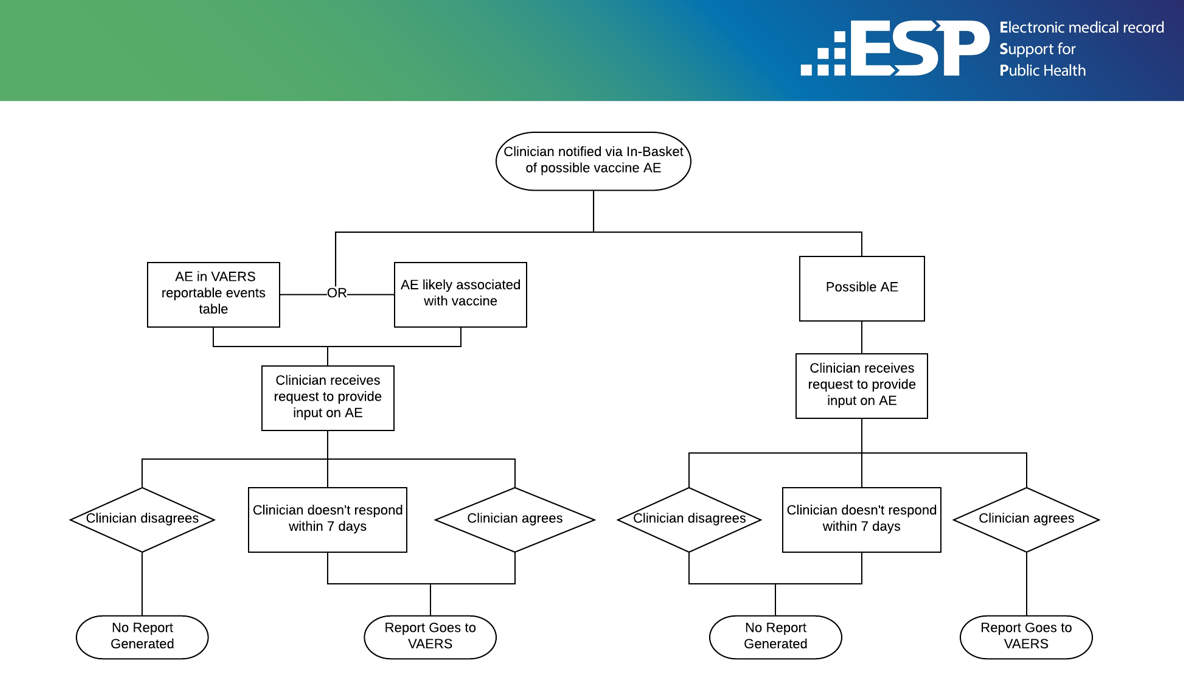 ESP
Electronic medical record
Support for
Public Health
Clinician notified via In-Basket
of possible vaccine AE
AE in VAERS
reportable events
table
OR
AE likely associated
with vaccine
Possible AE
Clinician receives
request to provide
input on AE
Clinician receives
request to provide
input on AE
Clinician disagrees
Clinician doesn't respond
within 7 days
Clinician agrees
Clinician disagrees
Clinician doesn't respond
within 7 days
Clinician agrees
No Report
Generated
Report Goes to
VAERS
No Report
Generated
Report Goes to
VAERS